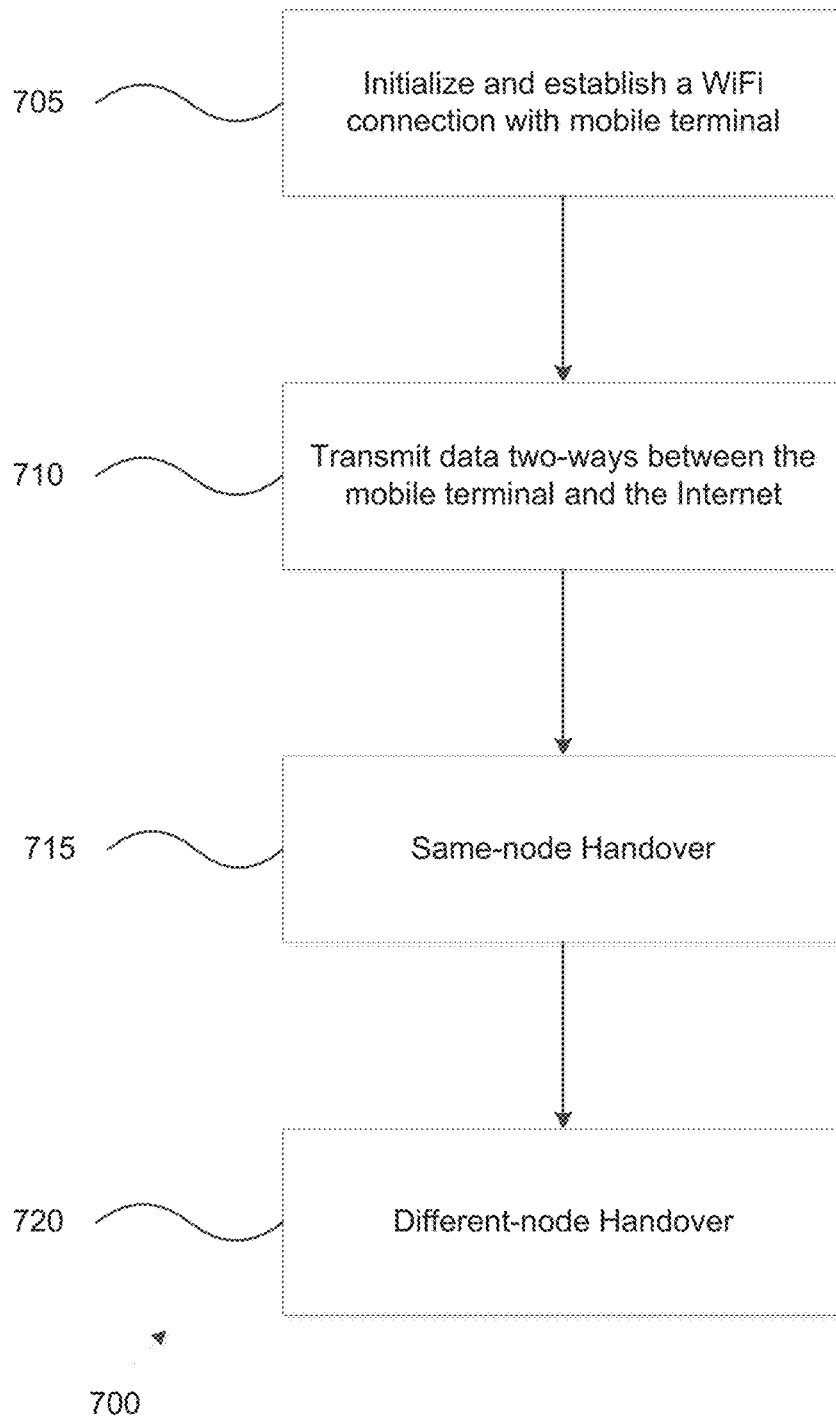 705
Initialize and establish a WiFi
connection with mobile terminal
710
Transmit data two-ways between the
mobile terminal and the Internet
715
Same-node Handover
720
Different-node Handover
700